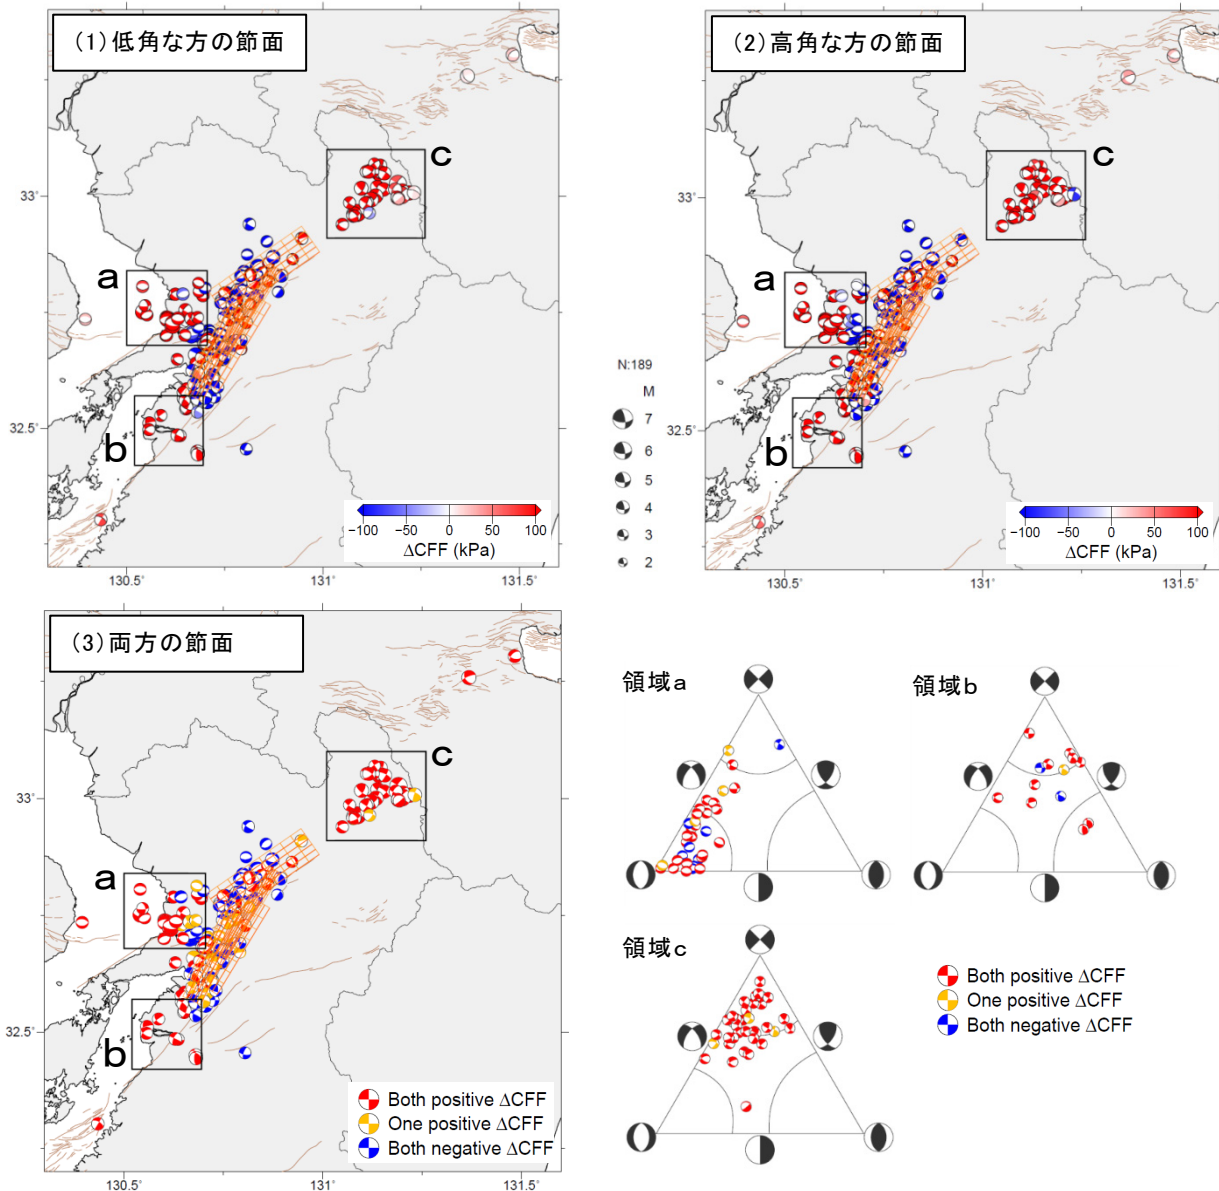 (1)低角な方の節面
c
33°
a
32.5°
b
−100 −50 0 50 100
ΔCFF (kPa)
130.5° 131° 131.5°
N:189
M
7
6
5
4
3
2
(2)高角な方の節面
c
33°
a
32.5°
b
−100 −50 0 50 100
ΔCFF (kPa)
130.5° 131° 131.5°
(3)両方の節面
c
33°
a
32.5°
b
Both positive ΔCFF
One positive ΔCFF
Both negative ΔCFF
130.5° 131° 131.5°
領域a
領域b
領域c
Both positive ΔCFF
One positive ΔCFF
Both negative ΔCFF